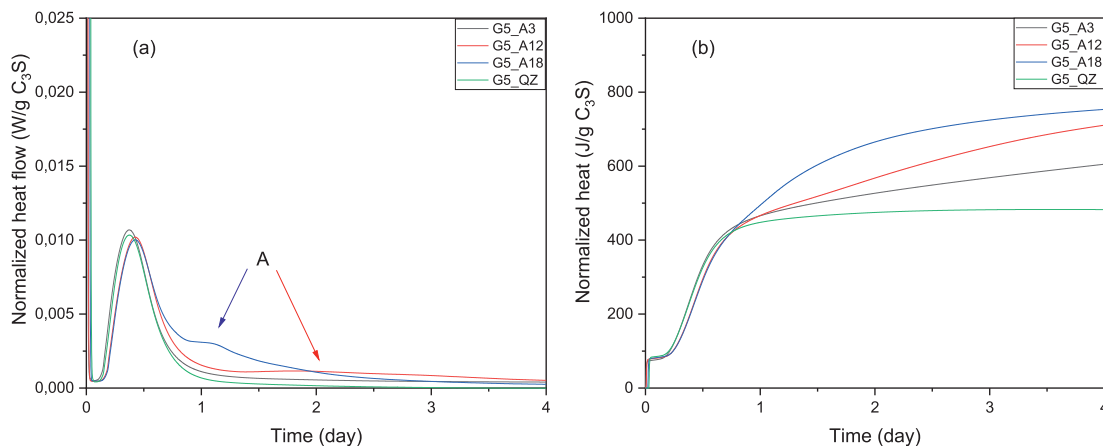 (a)
G5_A3
G5_A12
G5_A18
G5_QZ
A
Normalized heat flow (W/g C₃S)
0,025
0,020
0,015
0,010
0,005
0,000
0 1 2 3 4
Time (day)
(b)
G5_A3
G5_A12
G5_A18
G5_QZ
Normalized heat (J/g C₃S)
1000
800
600
400
200
0
0 1 2 3 4
Time (day)